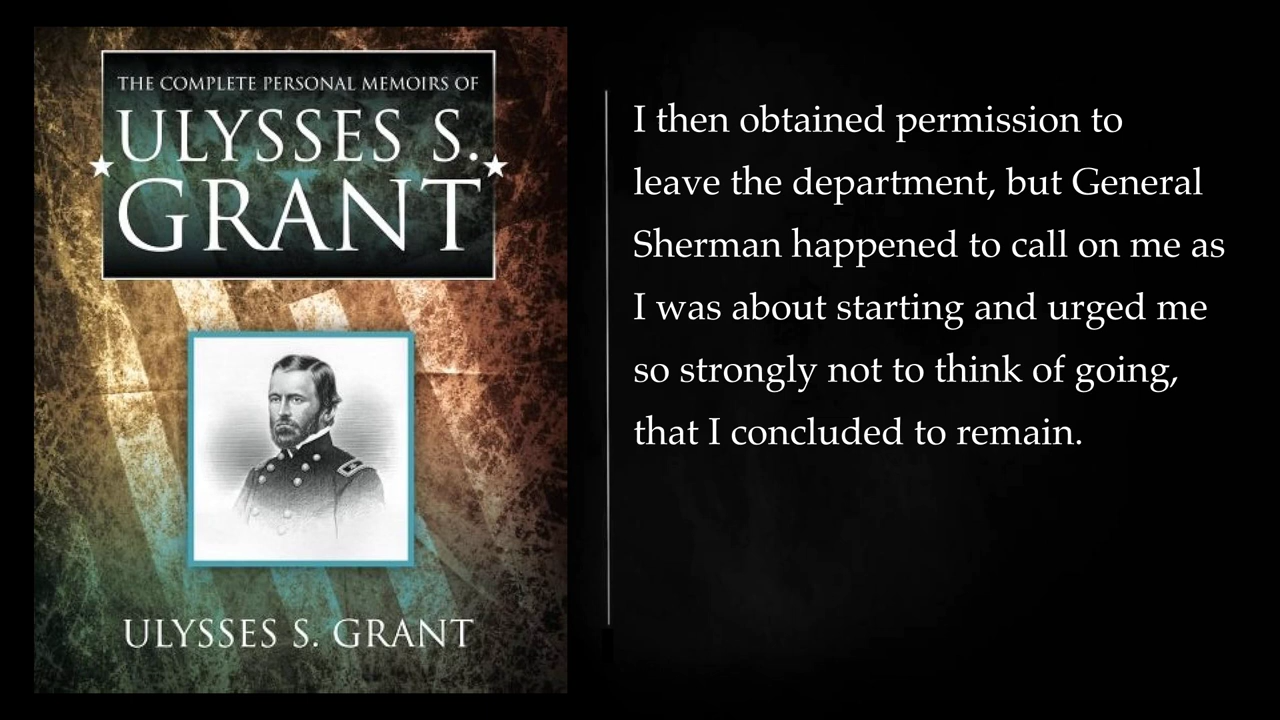 THE COMPLETE PERSONAL MEMOIRS OF
ULYSSES S.
GRANT
ULYSSES S. GRANT
I then obtained permission to
leave the department, but General
Sherman happened to call on me as
I was about starting and urged me
so strongly not to think of going,
that I concluded to remain.